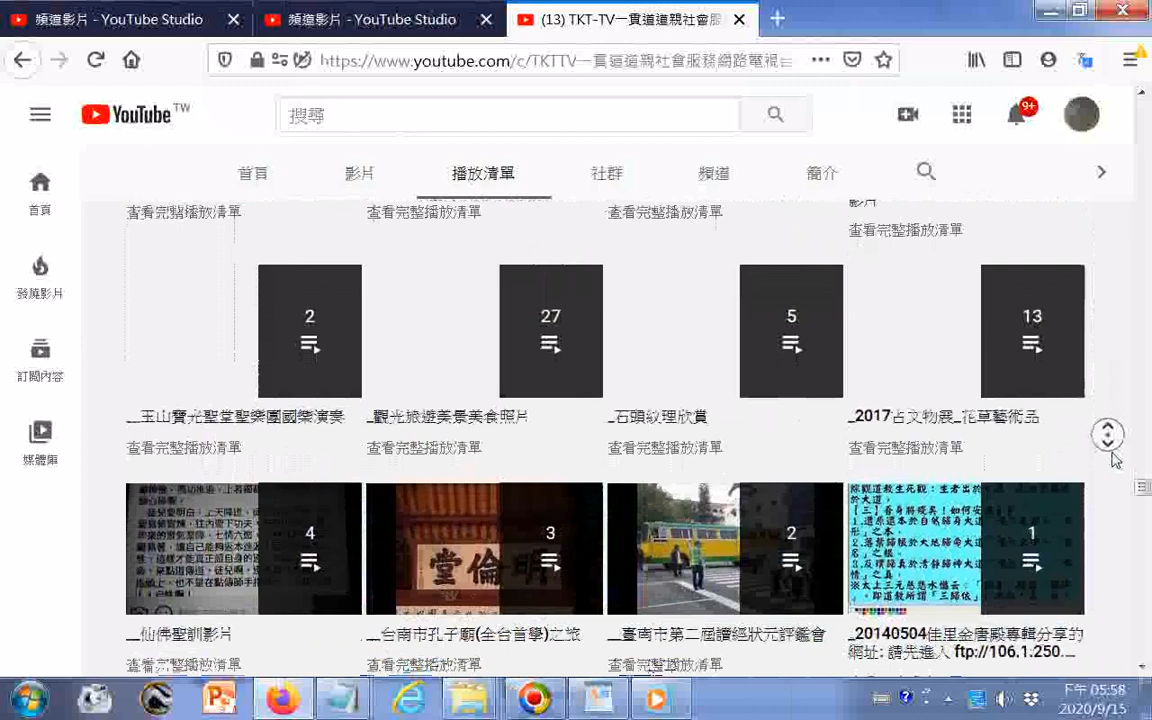 頻道影片 - YouTube Studio
頻道影片 - YouTube Studio
(13) TKT-TV一貫道道親社會服
https://www.youtube.com/c/TKTTV一貫道道親社會服務網路電視
YouTube TW
搜尋
9+
首頁
影片
播放清單
社群
頻道
簡介
首頁
發燒影片
訂閱內容
媒體庫
查看完整播放清單
查看完整播放清單
查看完整播放清單
影片
查看完整播放清單
2
27
5
13
_玉山寶光聖堂聖樂團國樂演奏
_觀光旅遊美景美食照片
_石頭紋理欣賞
_2017古文物展_花草藝術品
查看完整播放清單
查看完整播放清單
查看完整播放清單
查看完整播放清單
4
3
2
1
堂倫明
_仙佛聖訓影片
_台南市孔子廟(全台首學)之旅
_臺南市第二屆讀經狀元評鑑會
_20140504佳里金唐殿專輯分享的
網址: 請先進入 ftp://106.1.250....
查看完整播放清單
查看完整播放清單
查看完整播放清單
下午 05:58
2020/9/15